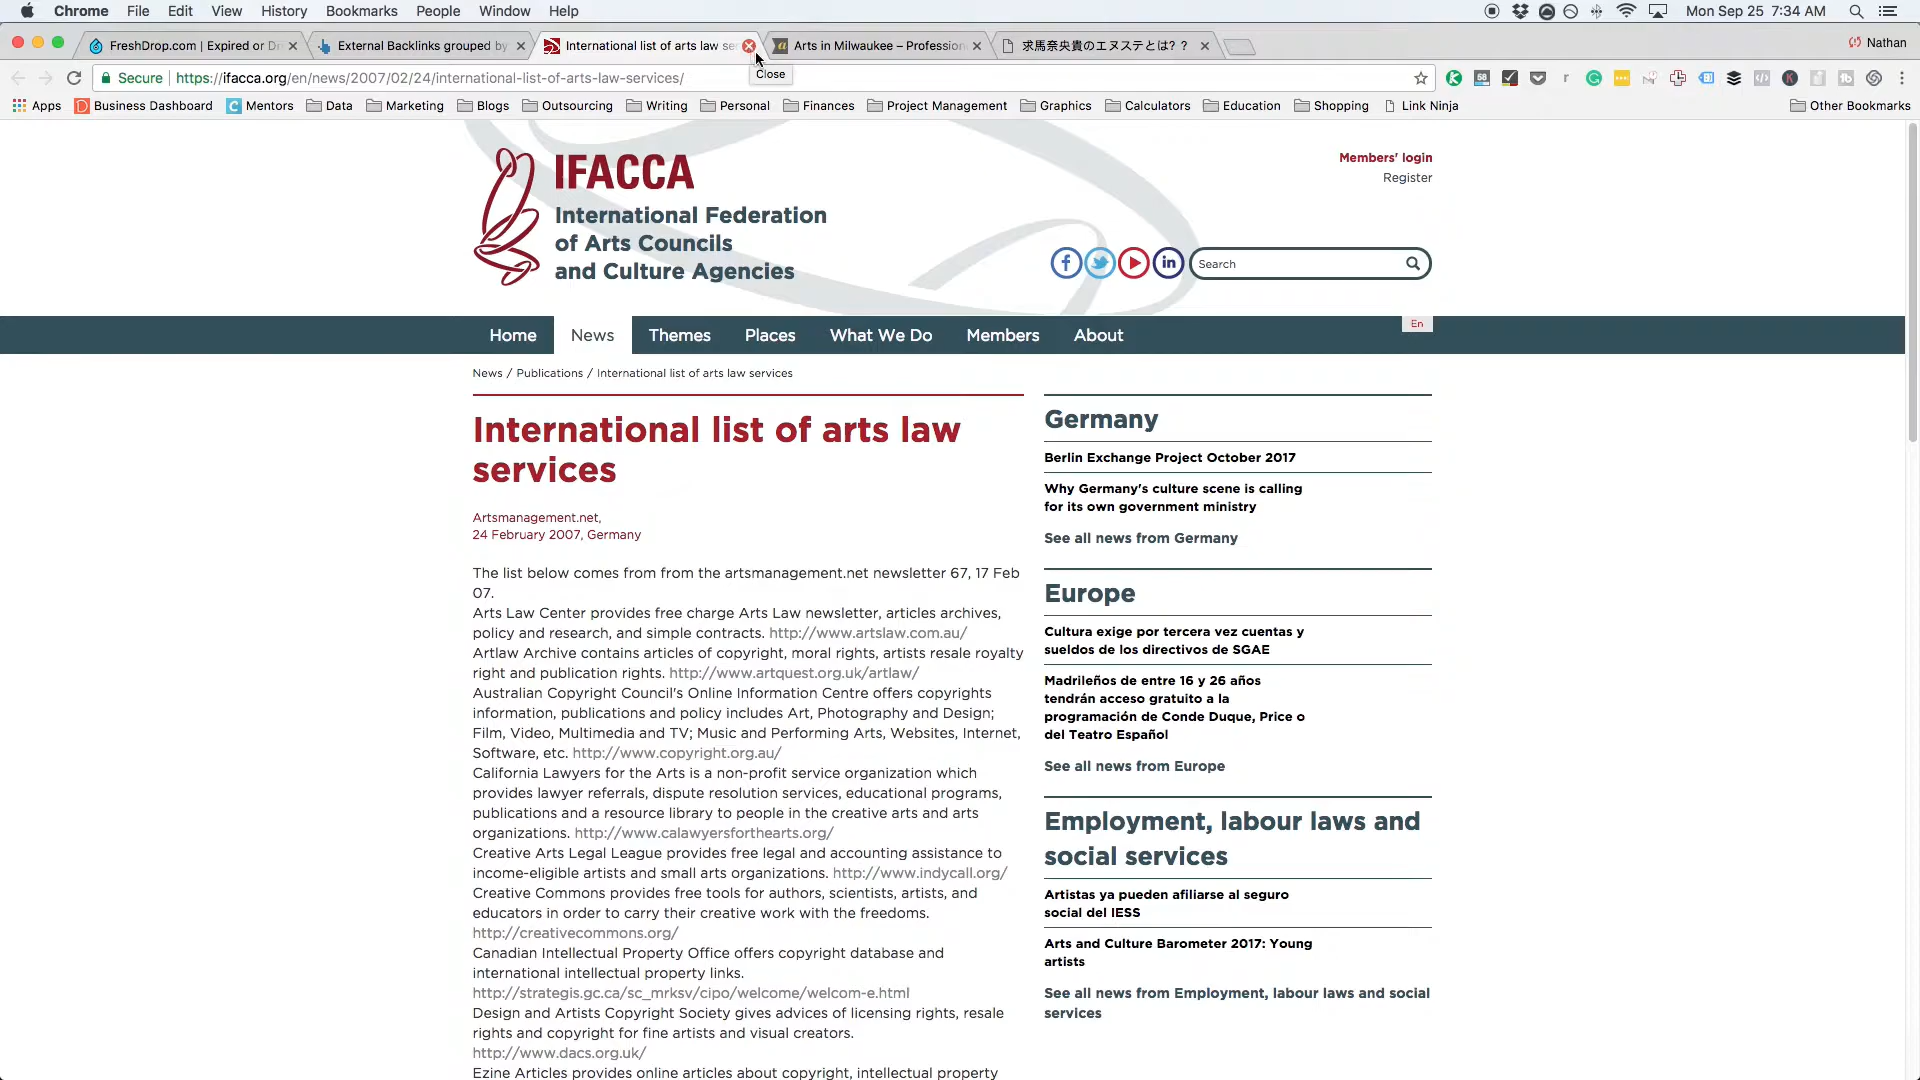 Chrome File Edit View History Bookmarks People Window Help Mon Sep 25 7:34 AM
FreshDrop.com | Expired or D
External Backlinks grouped by
International list of arts law se
Arts in Milwaukee – Profession
求馬奈央貴のエヌステとは? ?
Nathan
Secure https://ifacca.org/en/news/2007/02/24/international-list-of-arts-law-services/
Close
Apps Business Dashboard Mentors Data Marketing Blogs Outsourcing Writing Personal Finances Project Management Graphics Calculators Education Shopping Link Ninja Other Bookmarks
IFACCA
International Federation
of Arts Councils
and Culture Agencies
Members' login
Register
Search
Home News Themes Places What We Do Members About
En
News / Publications / International list of arts law services
International list of arts law
services
Artsmanagement.net,
24 February 2007, Germany
The list below comes from from the artsmanagement.net newsletter 67, 17 Feb
07.
Arts Law Center provides free charge Arts Law newsletter, articles archives,
policy and research, and simple contracts. http://www.artslaw.com.au/
Artlaw Archive contains articles of copyright, moral rights, artists resale royalty
right and publication rights. http://www.artquest.org.uk/artlaw/
Australian Copyright Council's Online Information Centre offers copyrights
information, publications and policy includes Art, Photography and Design;
Film, Video, Multimedia and TV; Music and Performing Arts, Websites, Internet,
Software, etc. http://www.copyright.org.au/
California Lawyers for the Arts is a non-profit service organization which
provides lawyer referrals, dispute resolution services, educational programs,
publications and a resource library to people in the creative arts and arts
organizations. http://www.calawyersforthearts.org/
Creative Arts Legal League provides free legal and accounting assistance to
income-eligible artists and small arts organizations. http://www.indycall.org/
Creative Commons provides free tools for authors, scientists, artists, and
educators in order to carry their creative work with the freedoms.
http://creativecommons.org/
Canadian Intellectual Property Office offers copyright database and
international intellectual property links.
http://strategis.gc.ca/sc_mrksv/cipo/welcome/welcom-e.html
Design and Artists Copyright Society gives advices of licensing rights, resale
rights and copyright for fine artists and visual creators.
http://www.dacs.org.uk/
Ezine Articles provides online articles about copyright, intellectual property
Germany
Berlin Exchange Project October 2017
Why Germany's culture scene is calling
for its own government ministry
See all news from Germany
Europe
Cultura exige por tercera vez cuentas y
sueldos de los directivos de SGAE
Madrileños de entre 16 y 26 años
tendrán acceso gratuito a la
programación de Conde Duque, Price o
del Teatro Español
See all news from Europe
Employment, labour laws and
social services
Artistas ya pueden afiliarse al seguro
social del IESS
Arts and Culture Barometer 2017: Young
artists
See all news from Employment, labour laws and social
services